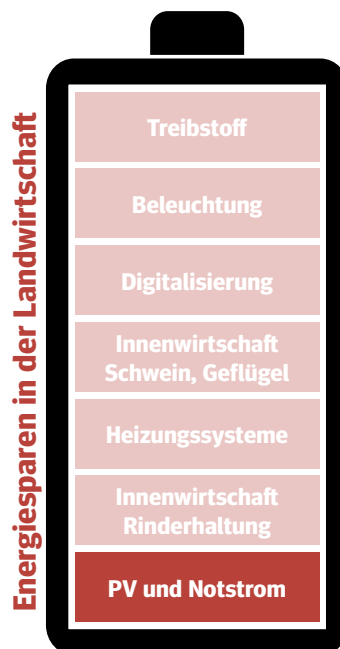 Energiesparen in der Landwirtschaft
Treibstoff
Beleuchtung
Digitalisierung
Innenwirtschaft
Schwein, Geflügel
Heizungssysteme
Innenwirtschaft
Rinderhaltung
PV und Notstrom